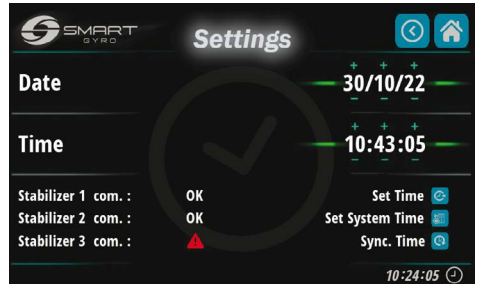 SMART
GYRO
Settings
Date
30/10/22
Time
10:43:05
Stabilizer 1 com. : OK
Set Time
Stabilizer 2 com. : OK
Set System Time
Stabilizer 3 com. :
Sync. Time
10:24:05